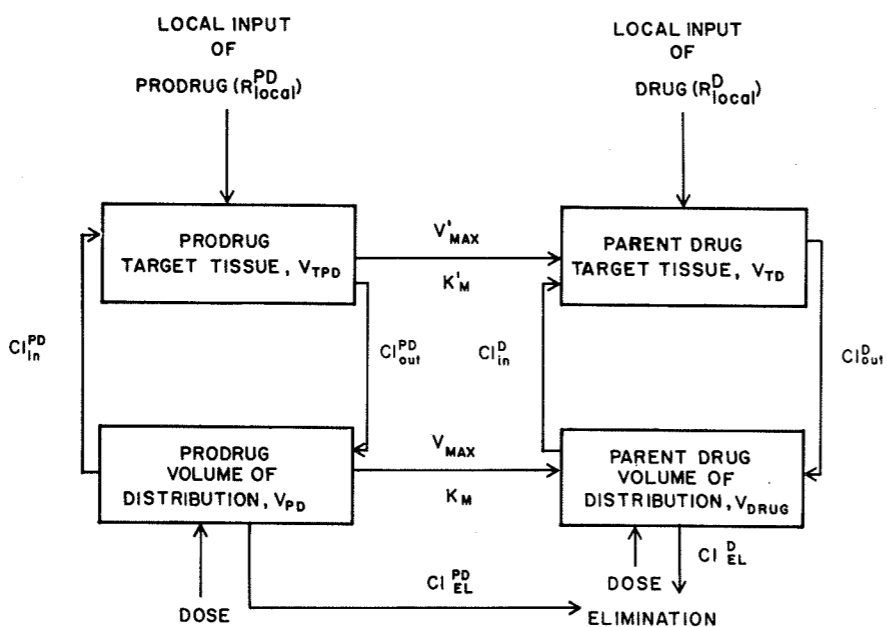 LOCAL INPUT
OF
PRODRUG (R^PD_local)
LOCAL INPUT
OF
DRUG (R^D_local)
PRODRUG
TARGET TISSUE, V_TPD
V'_MAX
K'_M
PARENT DRUG
TARGET TISSUE, V_TD
Cl^PD_In
Cl^PD_out
Cl^D_in
Cl^D_out
PRODRUG
VOLUME OF
DISTRIBUTION, V_PD
V_MAX
K_M
PARENT DRUG
VOLUME OF
DISTRIBUTION, V_DRUG
DOSE
Cl^PD_EL
DOSE
Cl^D_EL
ELIMINATION